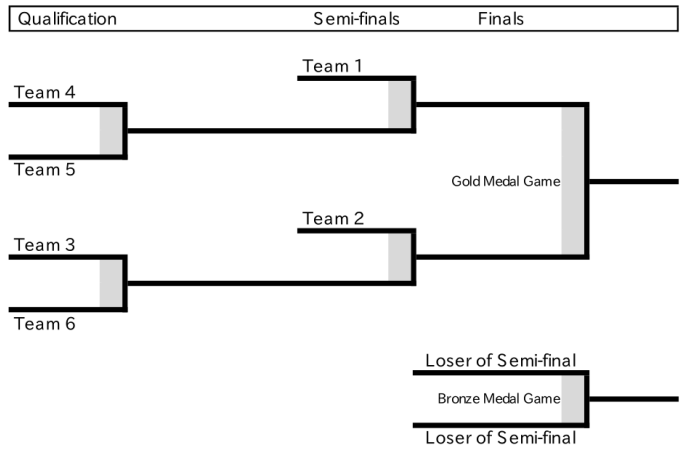 Qualification Semi-finals Finals
Team 1
Team 4
Team 5
Gold Medal Game
Team 2
Team 3
Team 6
Loser of Semi-final
Bronze Medal Game
Loser of Semi-final